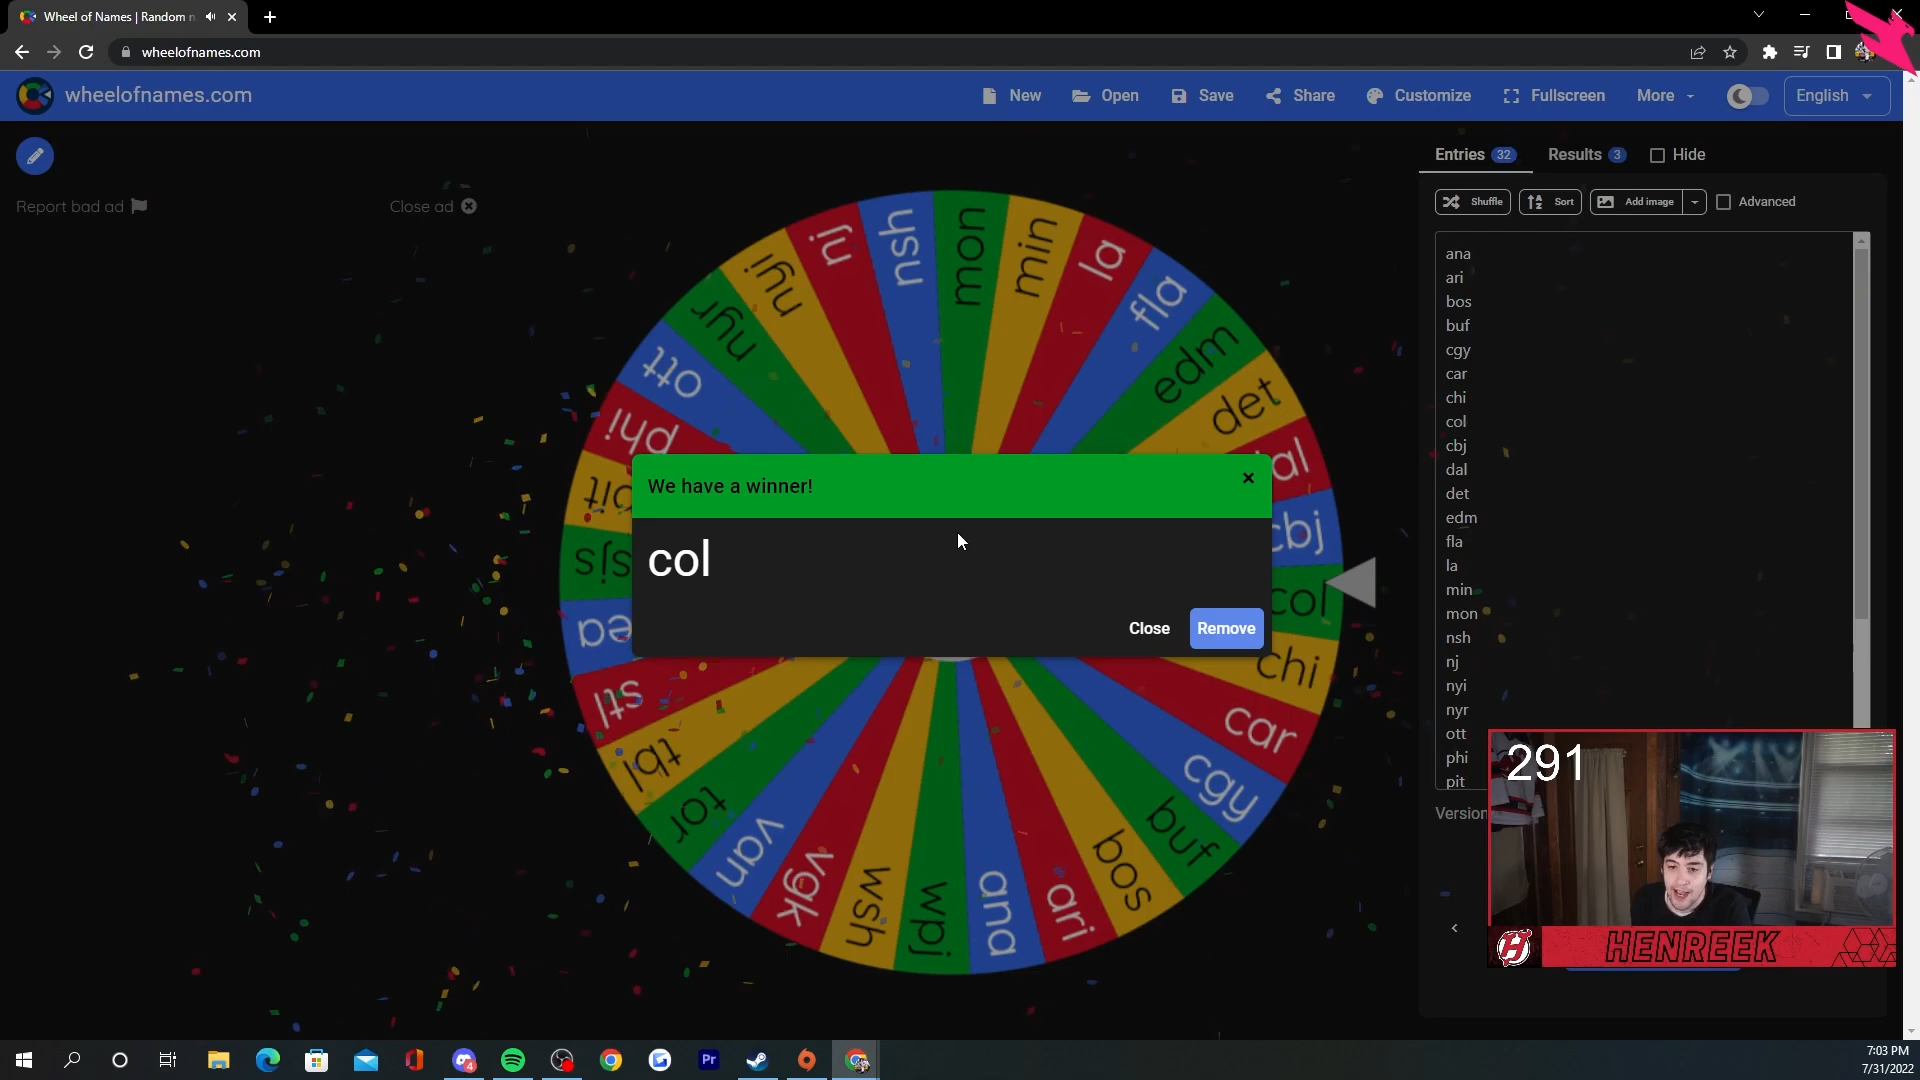 Wheel of Names | Random n
wheelofnames.com
wheelofnames.com
New
Open
Save
Share
Customize
Fullscreen
More
English
Report bad ad
Close ad
Entries 32
Results 3
Hide
Shuffle
Sort
Add image
Advanced
ana
ari
bos
buf
cgy
car
chi
col
cbj
dal
det
edm
fla
la
min
mon
nsh
nj
nyi
nyr
ott
phi
pit
Version
mon
min
la
fla
edm
det
cbj
col
chi
car
cgy
buf
bos
ari
ana
wpj
wsh
vgk
van
tor
tbl
stl
sjs
pit
phi
ott
nyr
nyi
nj
nsh
We have a winner!
col
Close
Remove
291
HENREEK
4
Pr
7:03 PM
7/31/2022